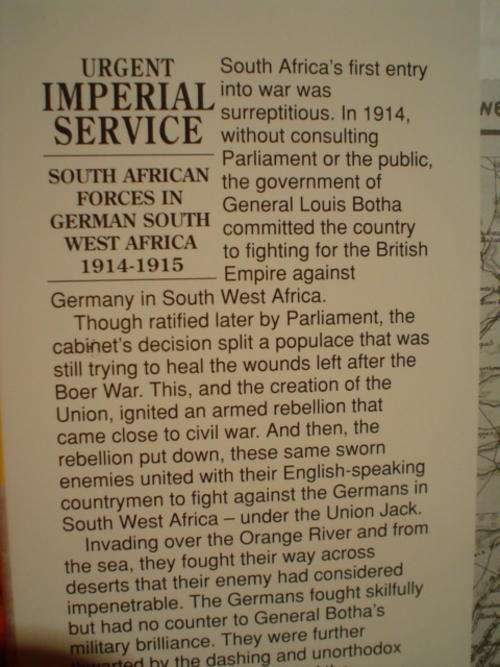 URGENT
IMPERIAL
SERVICE
SOUTH AFRICAN
FORCES IN
GERMAN SOUTH
WEST AFRICA
1914-1915
South Africa's first entry
into war was
surreptitious. In 1914,
without consulting
Parliament or the public,
the government of
General Louis Botha
committed the country
to fighting for the British
Empire against
Germany in South West Africa.
Though ratified later by Parliament, the
cabinet's decision split a populace that was
still trying to heal the wounds left after the
Boer War. This, and the creation of the
Union, ignited an armed rebellion that
came close to civil war. And then, the
rebellion put down, these same sworn
enemies united with their English-speaking
countrymen to fight against the Germans in
South West Africa – under the Union Jack.
Invading over the Orange River and from
the sea, they fought their way across
deserts that their enemy had considered
impenetrable. The Germans fought skilfully
but had no counter to General Botha's
military brilliance. They were further
thwarted by the dashing and unorthodox